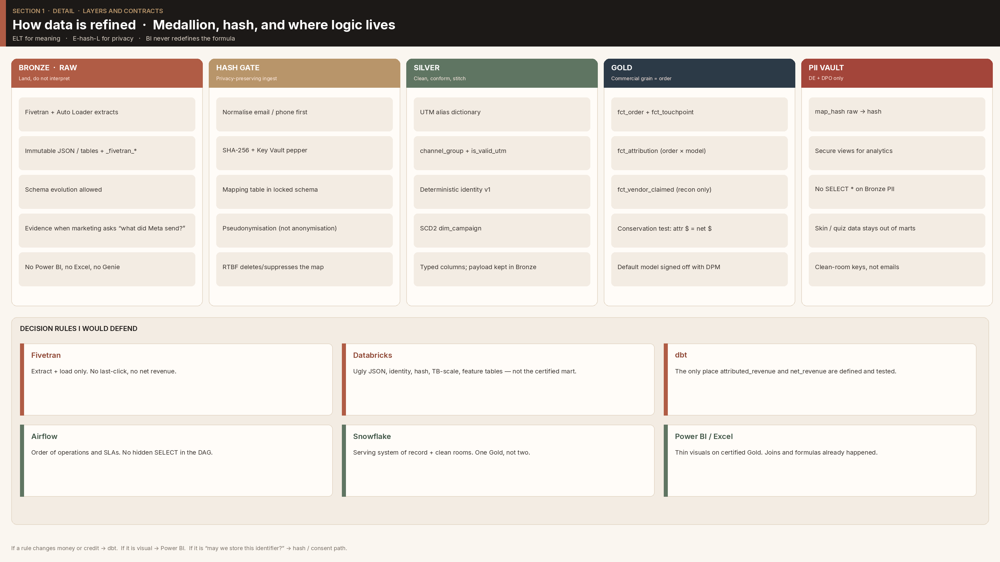 SECTION 1 · DETAIL · LAYERS AND CONTRACTS
How data is refined · Medallion, hash, and where logic lives
ELT for meaning · E-hash-L for privacy · BI never redefines the formula
BRONZE · RAW
Land, do not interpret
Fivetran + Auto Loader extracts
Immutable JSON / tables + _fivetran_*
Schema evolution allowed
Evidence when marketing asks “what did Meta send?”
No Power BI, no Excel, no Genie
HASH GATE
Privacy-preserving ingest
Normalise email / phone first
SHA-256 + Key Vault pepper
Mapping table in locked schema
Pseudonymisation (not anonymisation)
RTBF deletes/suppresses the map
SILVER
Clean, conform, stitch
UTM alias dictionary
channel_group + is_valid_utm
Deterministic identity v1
SCD2 dim_campaign
Typed columns; payload kept in Bronze
GOLD
Commercial grain = order
fct_order + fct_touchpoint
fct_attribution (order × model)
fct_vendor_claimed (recon only)
Conservation test: attr $ = net $
Default model signed off with DPM
PII VAULT
DE + DPO only
map_hash raw → hash
Secure views for analytics
No SELECT * on Bronze PII
Skin / quiz data stays out of marts
Clean-room keys, not emails
DECISION RULES I WOULD DEFEND
Fivetran
Extract + load only. No last-click, no net revenue.
Databricks
Ugly JSON, identity, hash, TB-scale, feature tables — not the certified mart.
dbt
The only place attributed_revenue and net_revenue are defined and tested.
Airflow
Order of operations and SLAs. No hidden SELECT in the DAG.
Snowflake
Serving system of record + clean rooms. One Gold, not two.
Power BI / Excel
Thin visuals on certified Gold. Joins and formulas already happened.
If a rule changes money or credit → dbt. If it is visual → Power BI. If it is “may we store this identifier?” → hash / consent path.